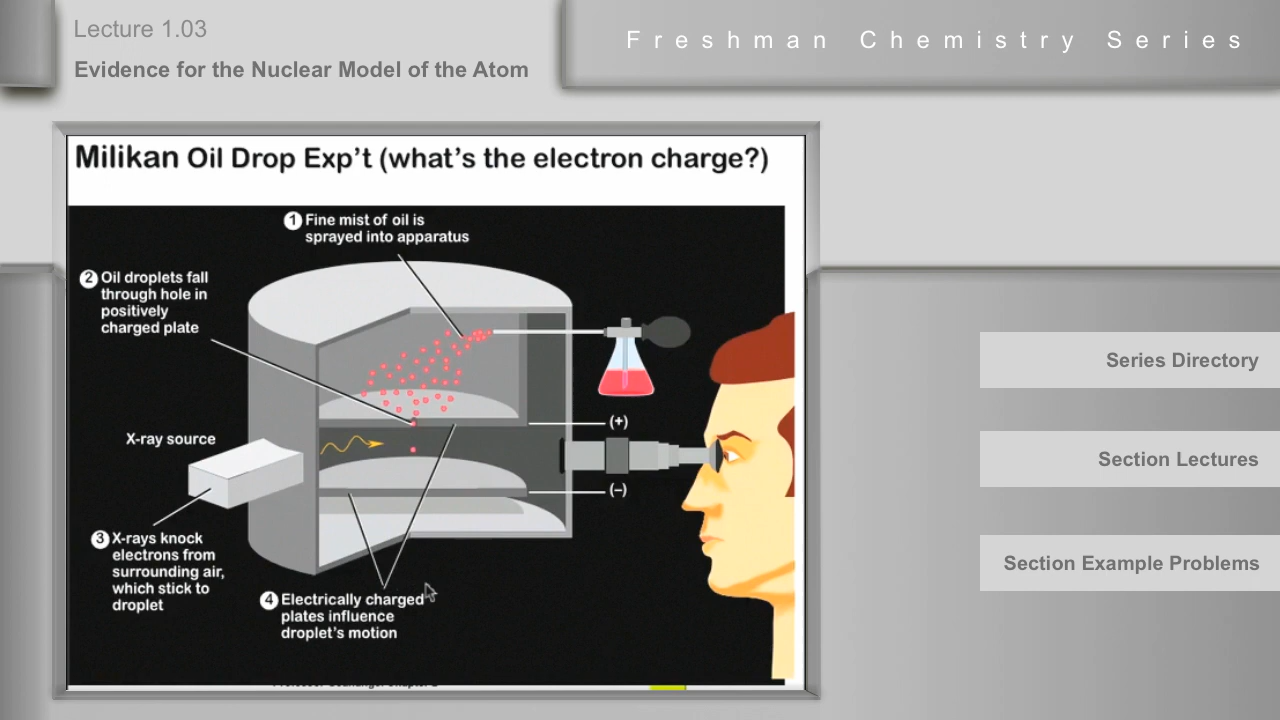 Lecture 1.03
Evidence for the Nuclear Model of the Atom
Freshman Chemistry Series
Milikan Oil Drop Exp't (what's the electron charge?)
1 Fine mist of oil is
sprayed into apparatus
2 Oil droplets fall
through hole in
positively
charged plate
(+)
X-ray source
(–)
3 X-rays knock
electrons from
surrounding air,
which stick to
droplet
4 Electrically charged
plates influence
droplet's motion
Series Directory
Section Lectures
Section Example Problems